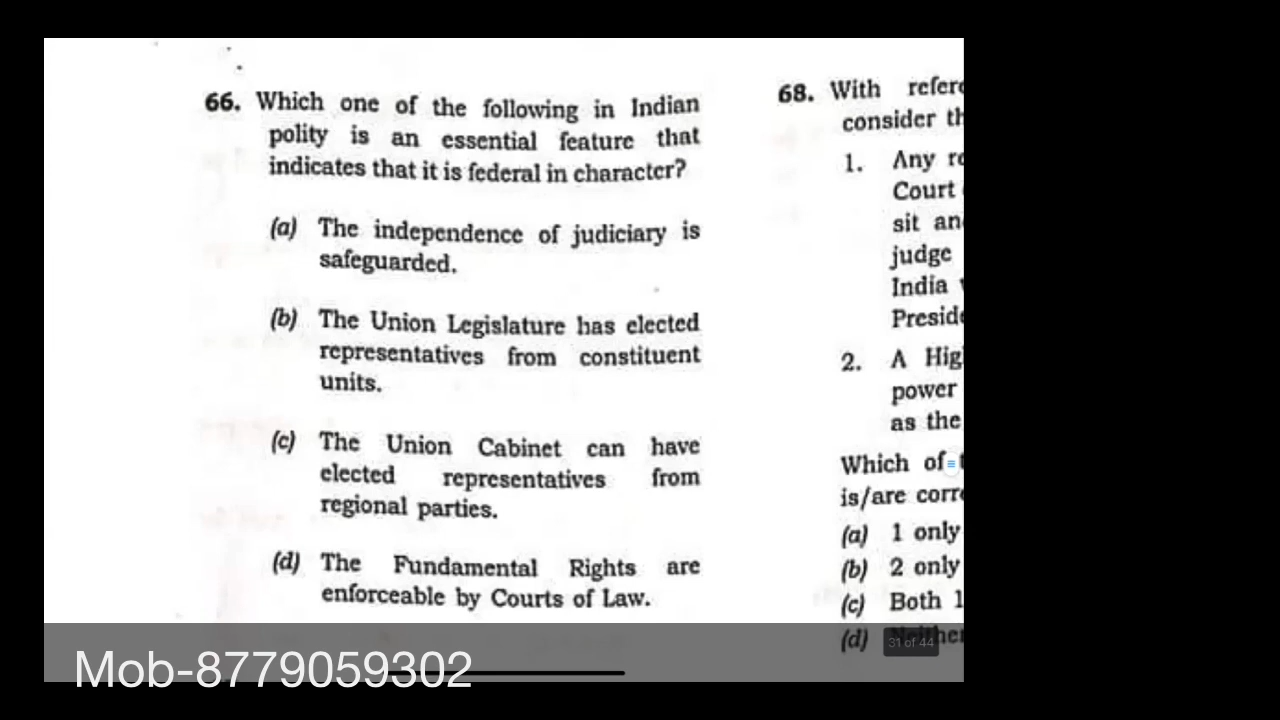 66. Which one of the following in Indian
polity is an essential feature that
indicates that it is federal in character?
(a) The independence of judiciary is
safeguarded.
(b) The Union Legislature has elected
representatives from constituent
units.
(c) The Union Cabinet can have
elected representatives from
regional parties.
(d) The Fundamental Rights are
enforceable by Courts of Law.
68. With
consider
1. Any
Court
sit
judge
India
2. A
power
as the
Which of
is/are
(a) 1 only
(b) 2 only
(c) Both 1
(d)
31 of 44
Mob-8779059302